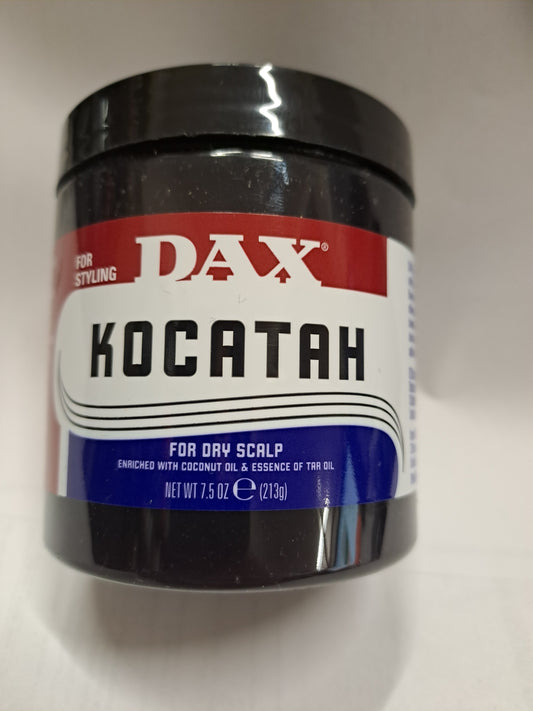 FOR
STYLING
DAX®
KOCATAH
FOR DRY SCALP
ENRICHED WITH COCONUT OIL & ESSENCE OF TAR OIL
NET WT 7.5 OZ ℮ (213g)